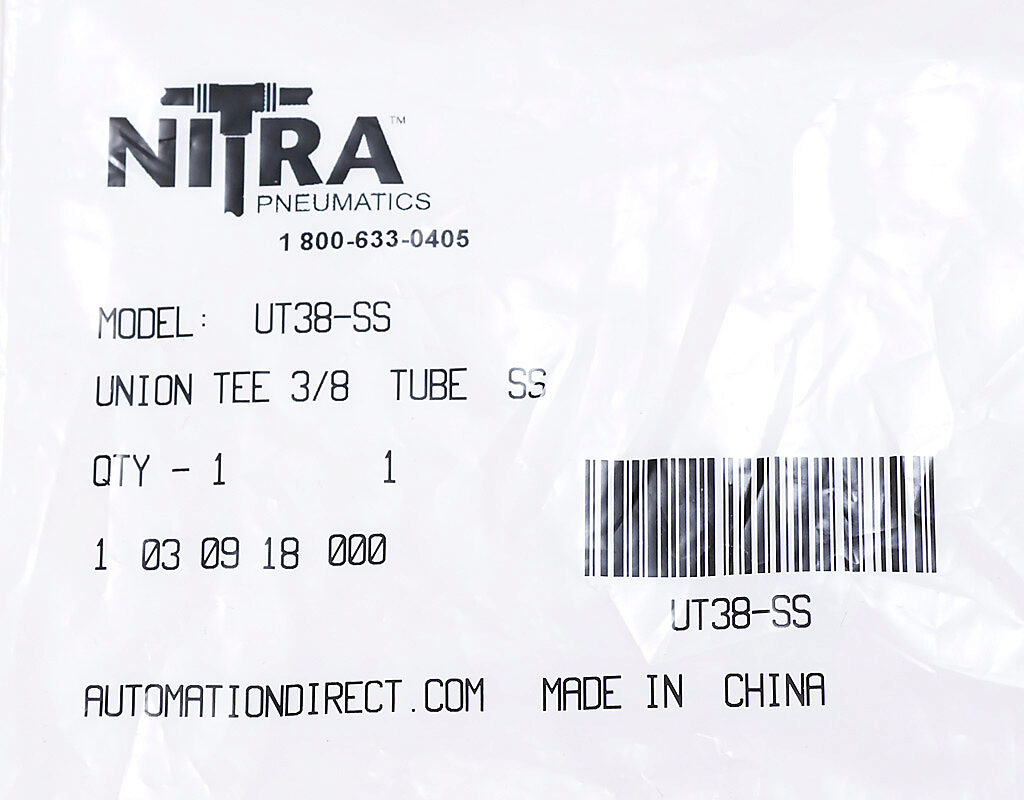 NITRA™
PNEUMATICS
1 800-633-0405
MODEL: UT38-SS
UNION TEE 3/8 TUBE SS
QTY - 1 1
1 03 09 18 000
UT38-SS
AUTOMATIONDIRECT.COM MADE IN CHINA